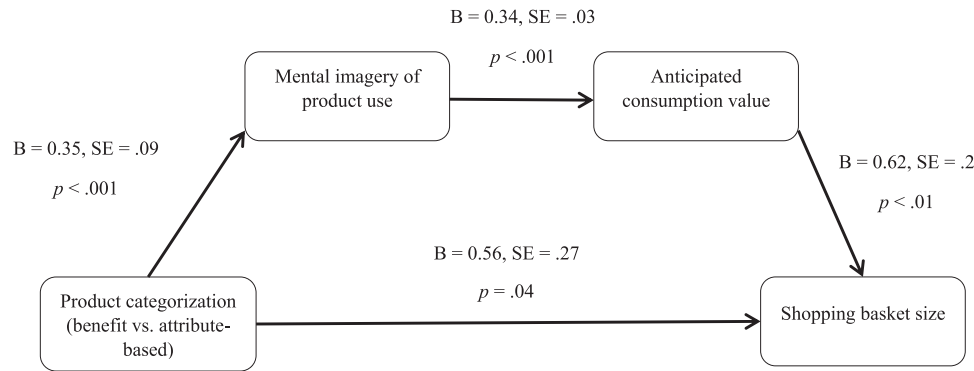 B = 0.34, SE = .03
p < .001
Mental imagery of
product use
Anticipated
consumption value
B = 0.35, SE = .09
p < .001
B = 0.62, SE = .2
p < .01
B = 0.56, SE = .27
p = .04
Product categorization
(benefit vs. attribute-
based)
Shopping basket size